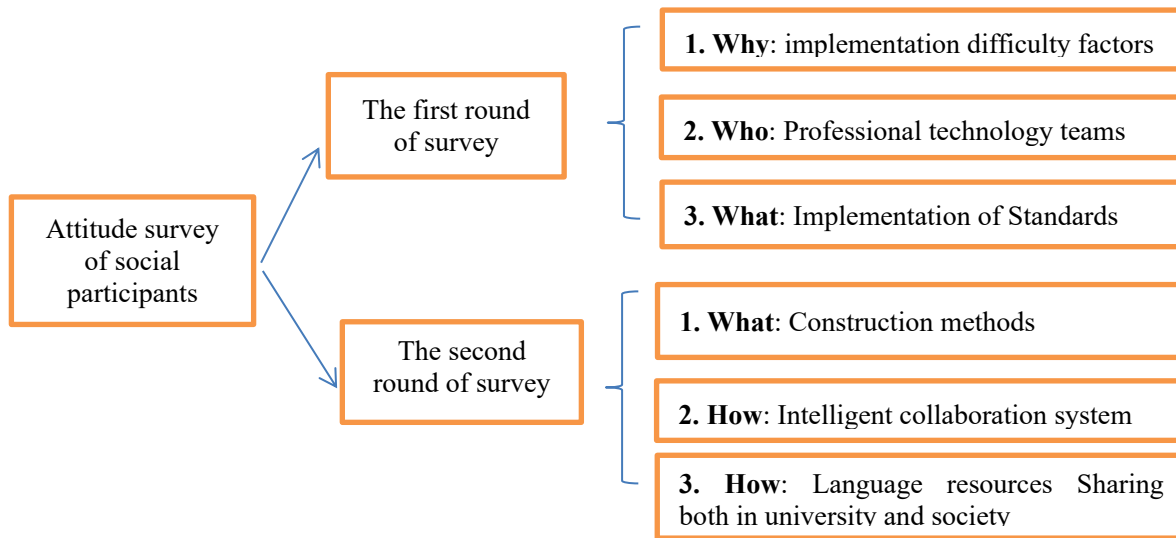 Attitude survey
of social
participants
The first round
of survey
1. Why: implementation difficulty factors
2. Who: Professional technology teams
3. What: Implementation of Standards
The second
round of survey
1. What: Construction methods
2. How: Intelligent collaboration system
3. How: Language resources Sharing
both in university and society